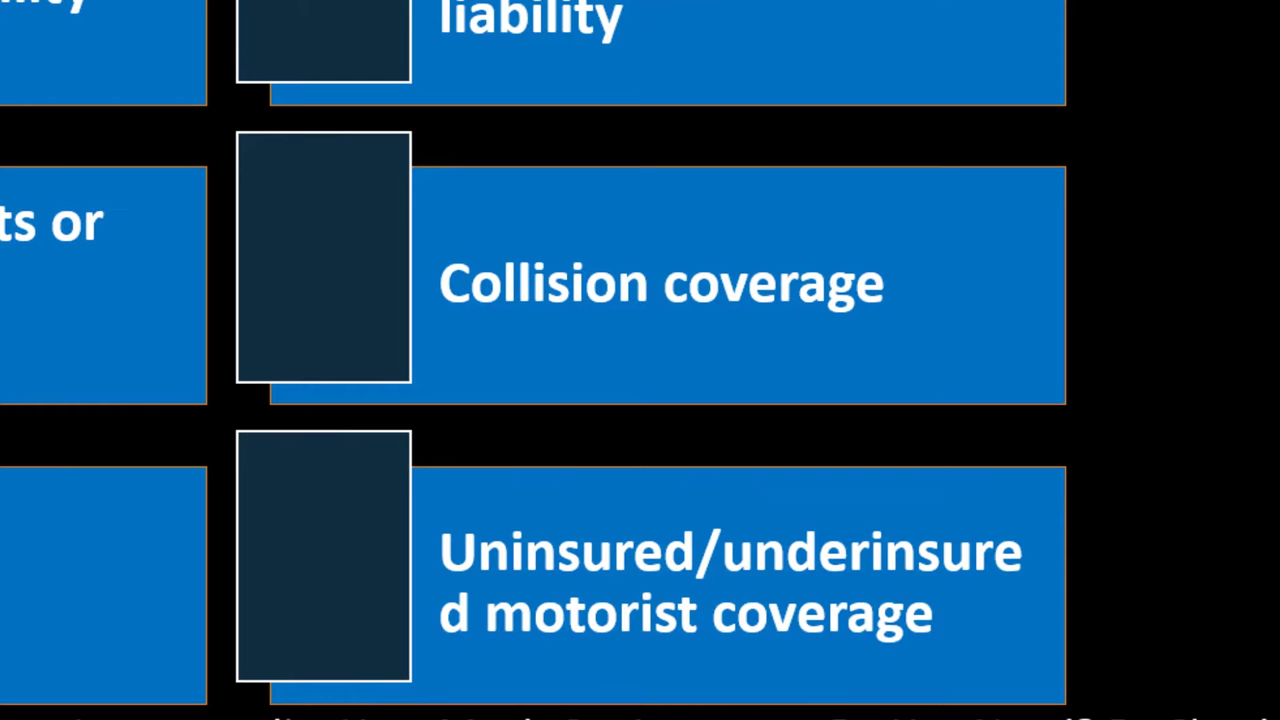 liability
ts or
Collision coverage
Uninsured/underinsure
d motorist coverage